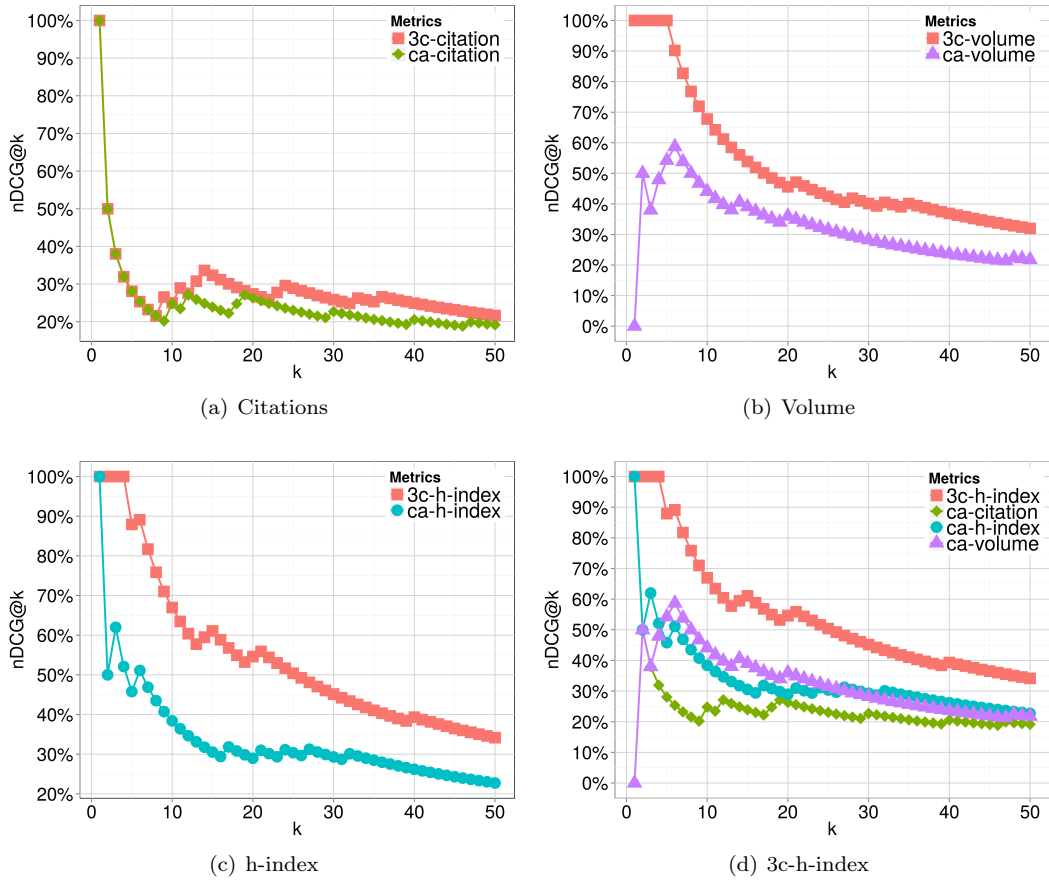 Metrics
3c-citation
ca-citation
100%
90%
80%
70%
60%
50%
40%
30%
20%
nDCG@k
0 10 20 30 40 50
k
(a) Citations
Metrics
3c-volume
ca-volume
100%
90%
80%
70%
60%
50%
40%
30%
20%
10%
0%
nDCG@k
0 10 20 30 40 50
k
(b) Volume
Metrics
3c-h-index
ca-h-index
100%
90%
80%
70%
60%
50%
40%
30%
20%
nDCG@k
0 10 20 30 40 50
k
(c) h-index
Metrics
3c-h-index
ca-citation
ca-h-index
ca-volume
100%
90%
80%
70%
60%
50%
40%
30%
20%
10%
0%
nDCG@k
0 10 20 30 40 50
k
(d) 3c-h-index